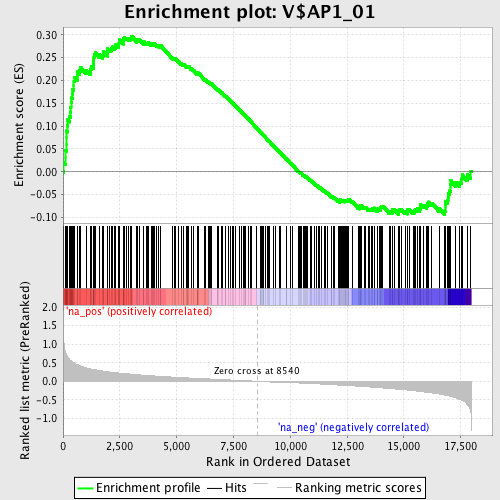 Enrichment plot: V$AP1_01
Enrichment score (ES)
0.30
0.25
0.20
0.15
0.10
0.05
0.00
-0.05
-0.10
'na_pos' (positively correlated)
Ranked list metric (PreRanked)
2.0
1.5
1.0
0.5
0.0
-0.5
-1.0
Zero cross at 8540
'na_neg' (negatively correlated)
0 2,500 5,000 7,500 10,000 12,500 15,000 17,500
Rank in Ordered Dataset
Enrichment profile Hits Ranking metric scores